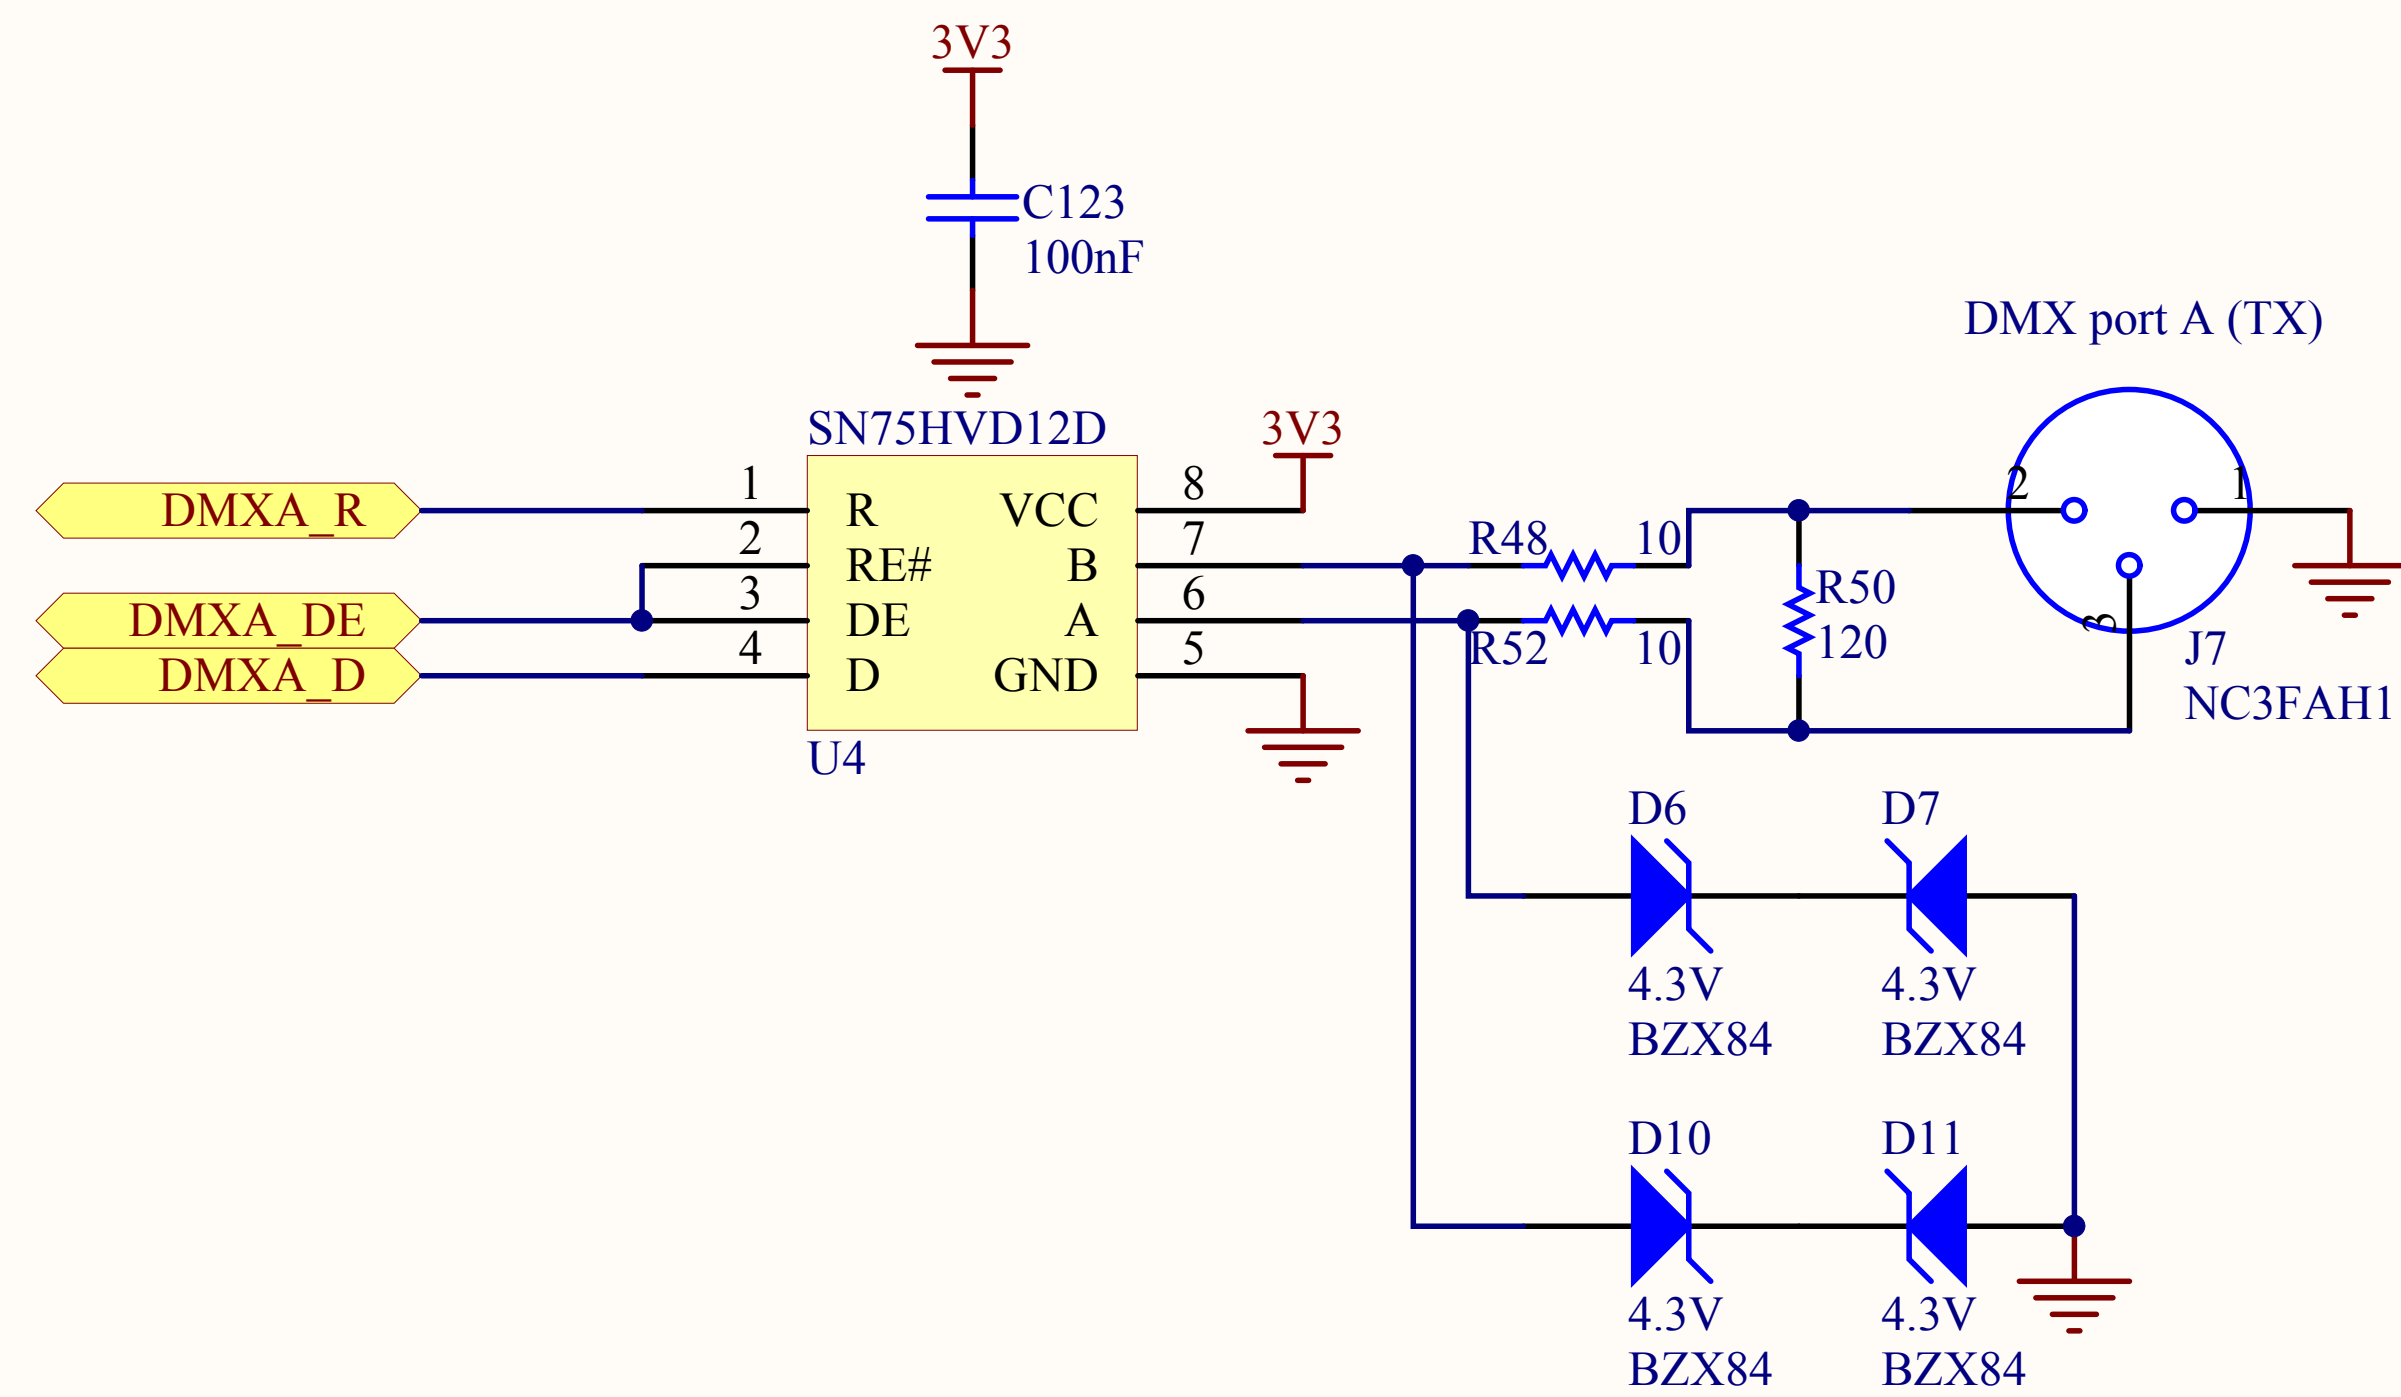 3V3
C123
100nF
DMX port A (TX)
SN75HVD12D
3V3
DMXA_R
1
R
VCC
8
2
RE#
B
7
DMXA_DE
3
DE
A
6
DMXA_D
4
D
GND
5
U4
R48
10
R52
10
R50
120
2
1
3
J7
NC3FAH1
D6
D7
4.3V
4.3V
BZX84
BZX84
D10
D11
4.3V
4.3V
BZX84
BZX84